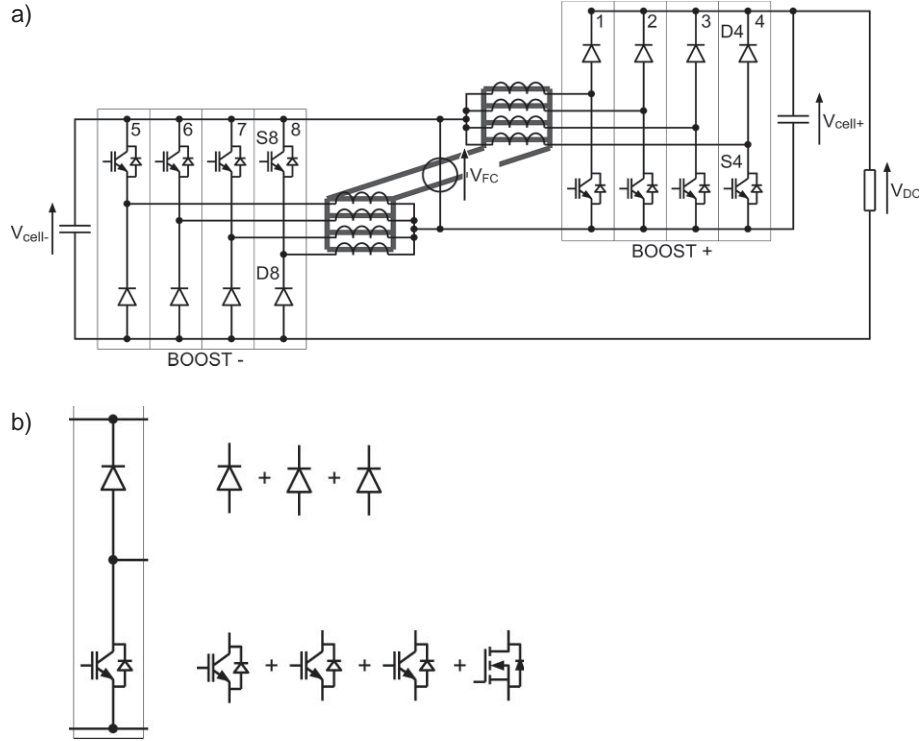 a)
1 2 3 D4 4
5 6 7 S8 8
Vcell+
VFC
S4
VDC
Vcell-
D8
BOOST +
BOOST -
b)
+ +
+ + +